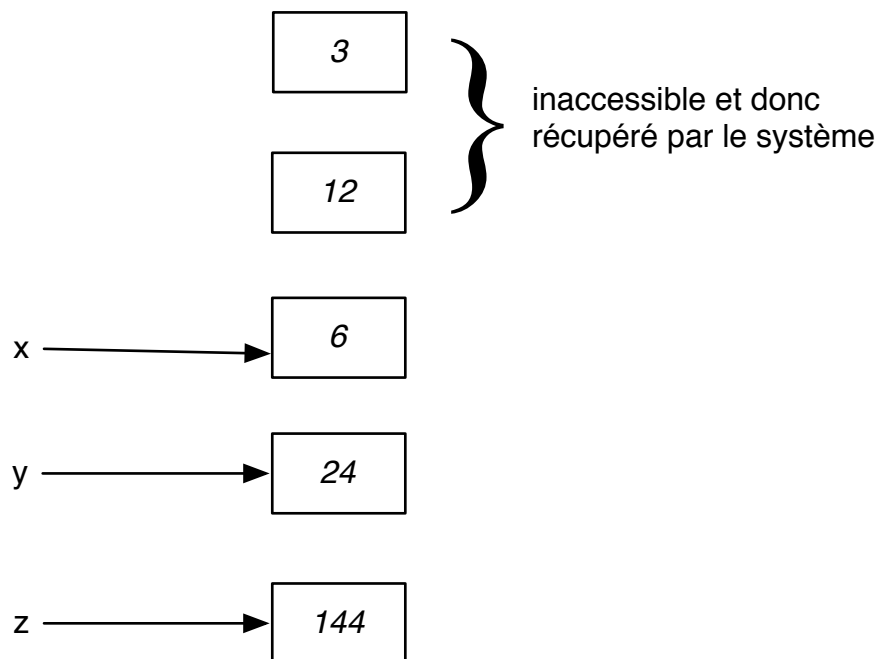 3
inaccessible et donc
récupéré par le système
12
x
6
y
24
z
144